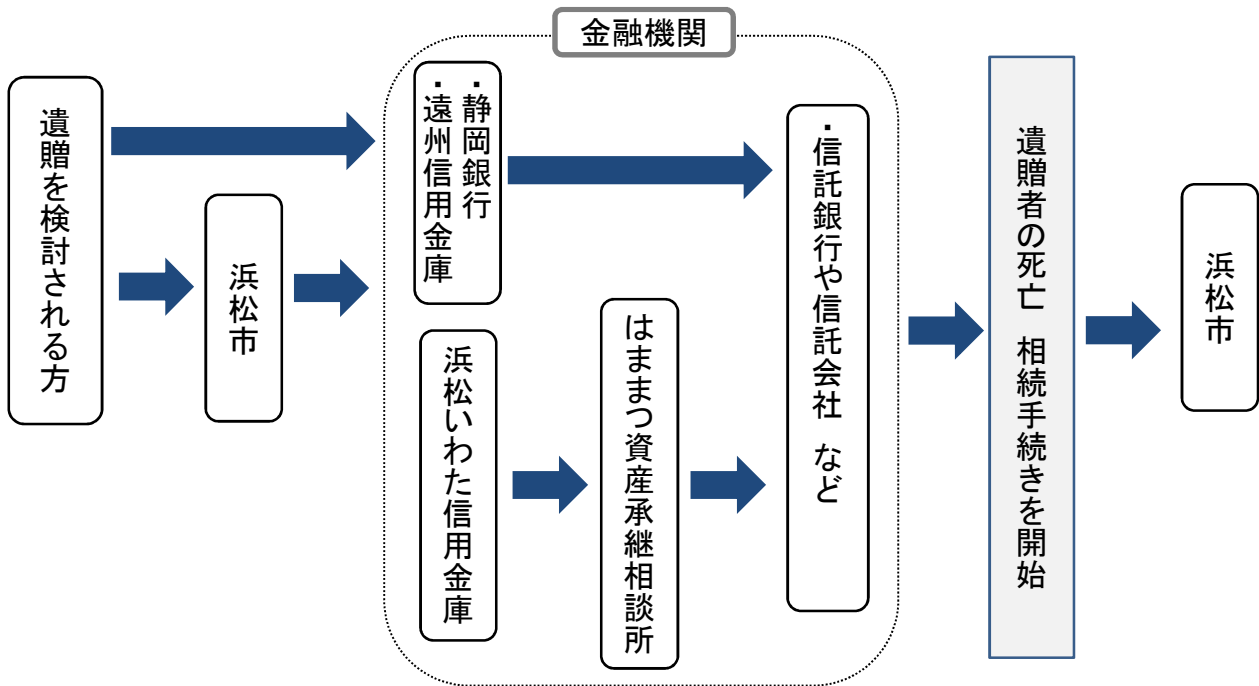 金融機関
遺贈を検討される方
浜松市
・静岡銀行
・遠州信用金庫
浜松いわた信用金庫
はままつ資産承継相談所
・信託銀行や信託会社 など
遺贈者の死亡 相続手続きを開始
浜松市